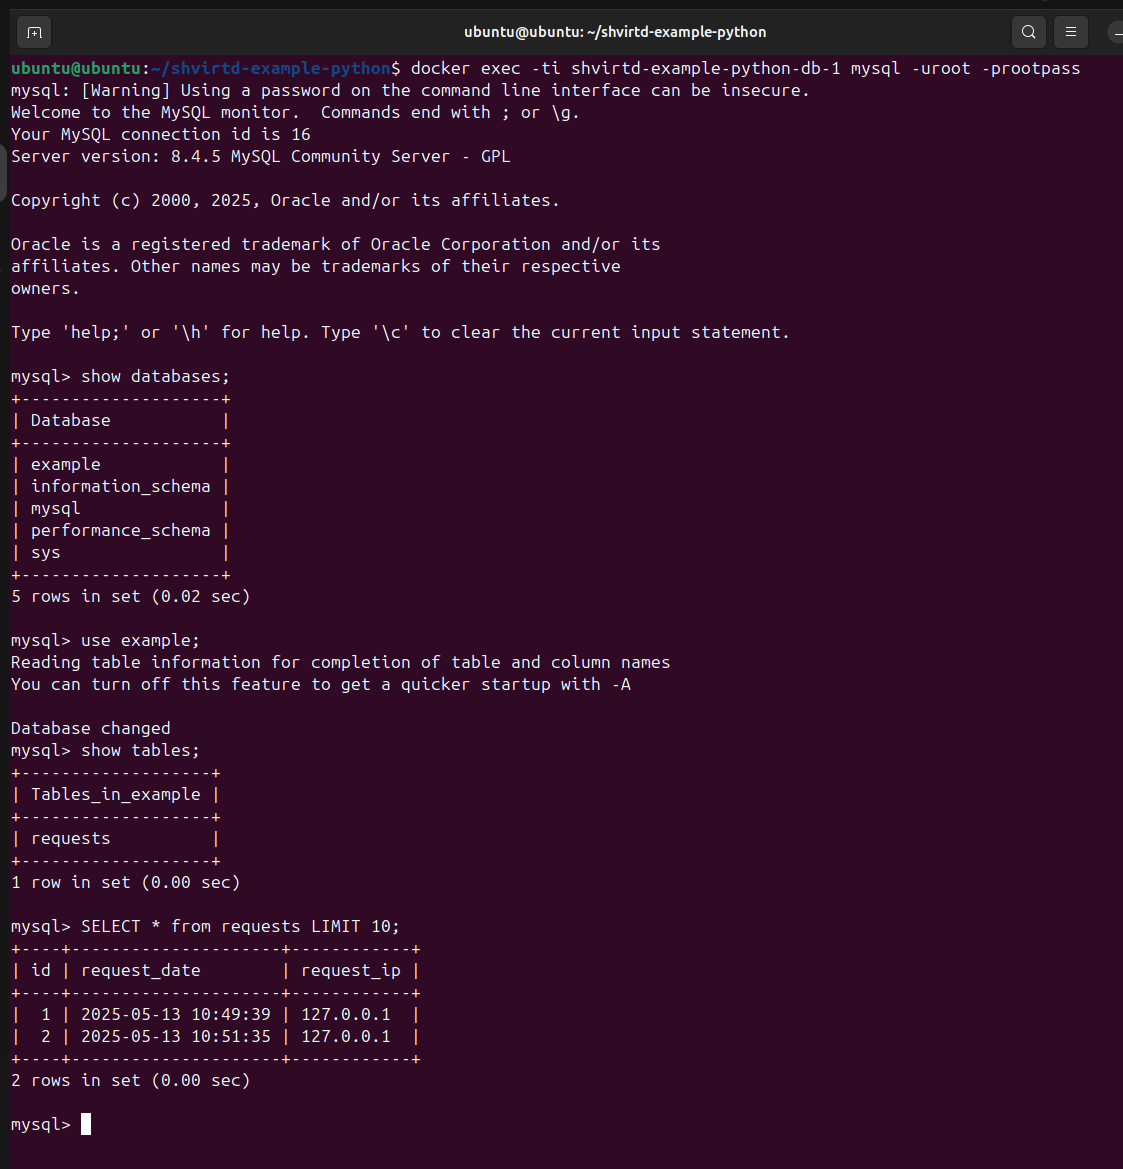 ubuntu@ubuntu: ~/shvirtd-example-python
ubuntu@ubuntu:~/shvirtd-example-python$ docker exec -ti shvirtd-example-python-db-1 mysql -uroot -prootpass
mysql: [Warning] Using a password on the command line interface can be insecure.
Welcome to the MySQL monitor.  Commands end with ; or \g.
Your MySQL connection id is 16
Server version: 8.4.5 MySQL Community Server - GPL

Copyright (c) 2000, 2025, Oracle and/or its affiliates.

Oracle is a registered trademark of Oracle Corporation and/or its
affiliates. Other names may be trademarks of their respective
owners.

Type 'help;' or '\h' for help. Type '\c' to clear the current input statement.

mysql> show databases;
+--------------------+
| Database           |
+--------------------+
| example            |
| information_schema |
| mysql              |
| performance_schema |
| sys                |
+--------------------+
5 rows in set (0.02 sec)

mysql> use example;
Reading table information for completion of table and column names
You can turn off this feature to get a quicker startup with -A

Database changed
mysql> show tables;
+-------------------+
| Tables_in_example |
+-------------------+
| requests          |
+-------------------+
1 row in set (0.00 sec)

mysql> SELECT * from requests LIMIT 10;
+----+---------------------+------------+
| id | request_date        | request_ip |
+----+---------------------+------------+
|  1 | 2025-05-13 10:49:39 | 127.0.0.1  |
|  2 | 2025-05-13 10:51:35 | 127.0.0.1  |
+----+---------------------+------------+
2 rows in set (0.00 sec)

mysql>